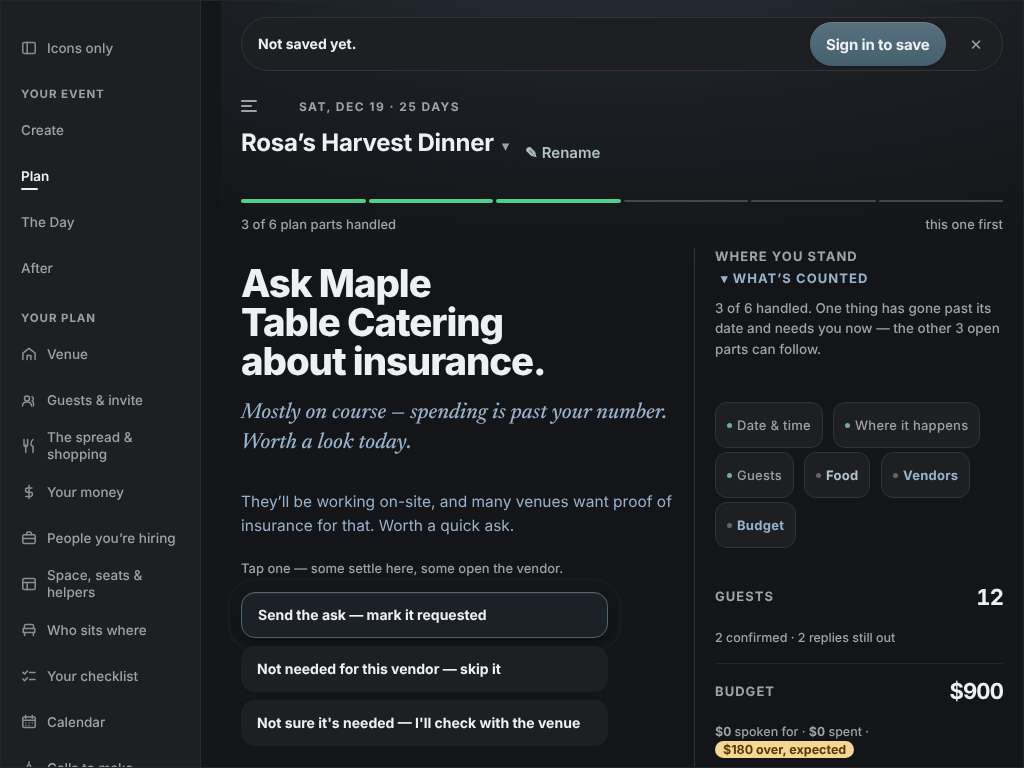 Icons only
YOUR EVENT
Create
Plan
The Day
After
YOUR PLAN
Venue
Guests & invite
The spread &
shopping
Your money
People you're hiring
Space, seats &
helpers
Who sits where
Your checklist
Calendar
Not saved yet.
Sign in to save
×
SAT, DEC 19 · 25 DAYS
Rosa’s Harvest Dinner ▾
✎ Rename
3 of 6 plan parts handled
this one first
Ask Maple
Table Catering
about insurance.
Mostly on course — spending is past your number.
Worth a look today.
They’ll be working on-site, and many venues want proof of
insurance for that. Worth a quick ask.
Tap one — some settle here, some open the vendor.
Send the ask — mark it requested
Not needed for this vendor — skip it
Not sure it's needed — I'll check with the venue
WHERE YOU STAND
▾ WHAT’S COUNTED
3 of 6 handled. One thing has gone past its
date and needs you now — the other 3 open
parts can follow.
Date & time
Where it happens
Guests
Food
Vendors
Budget
GUESTS
12
2 confirmed · 2 replies still out
BUDGET
$900
$0 spoken for · $0 spent ·
$180 over, expected